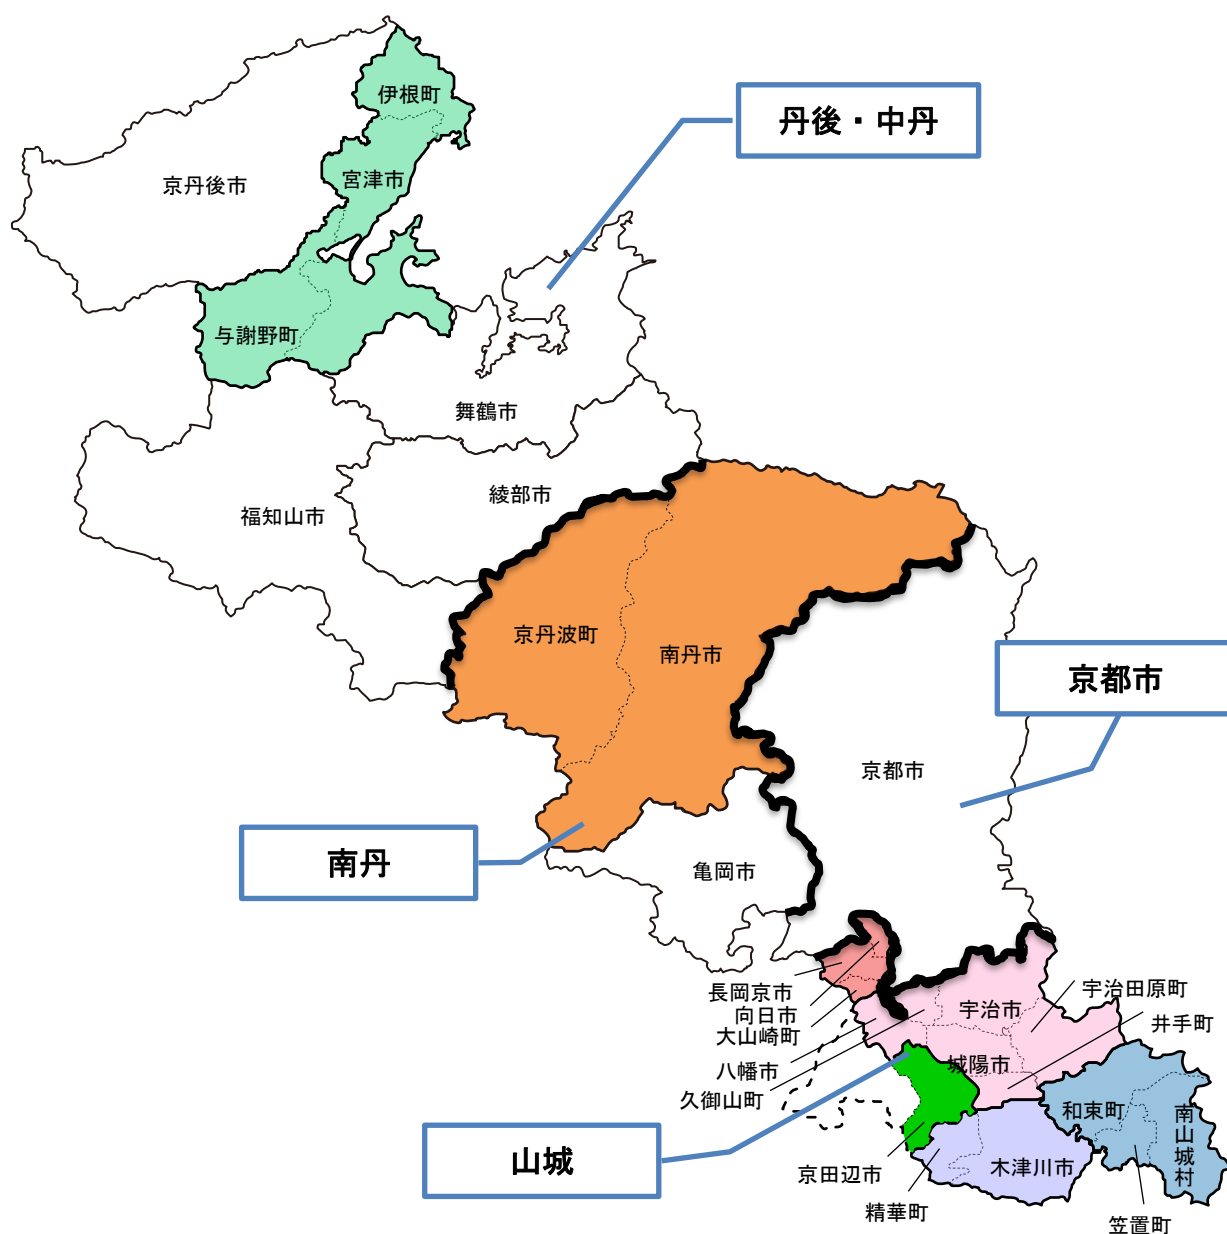 伊根町
丹後・中丹
宮津市
京丹後市
与謝野町
舞鶴市
綾部市
福知山市
京丹波町
南丹市
京都市
京都市
南丹
亀岡市
長岡京市
向日市
大山崎町
宇治市
宇治田原町
井手町
八幡市
城陽市
久御山町
和束町
南山城村
山城
京田辺市
木津川市
精華町
笠置町